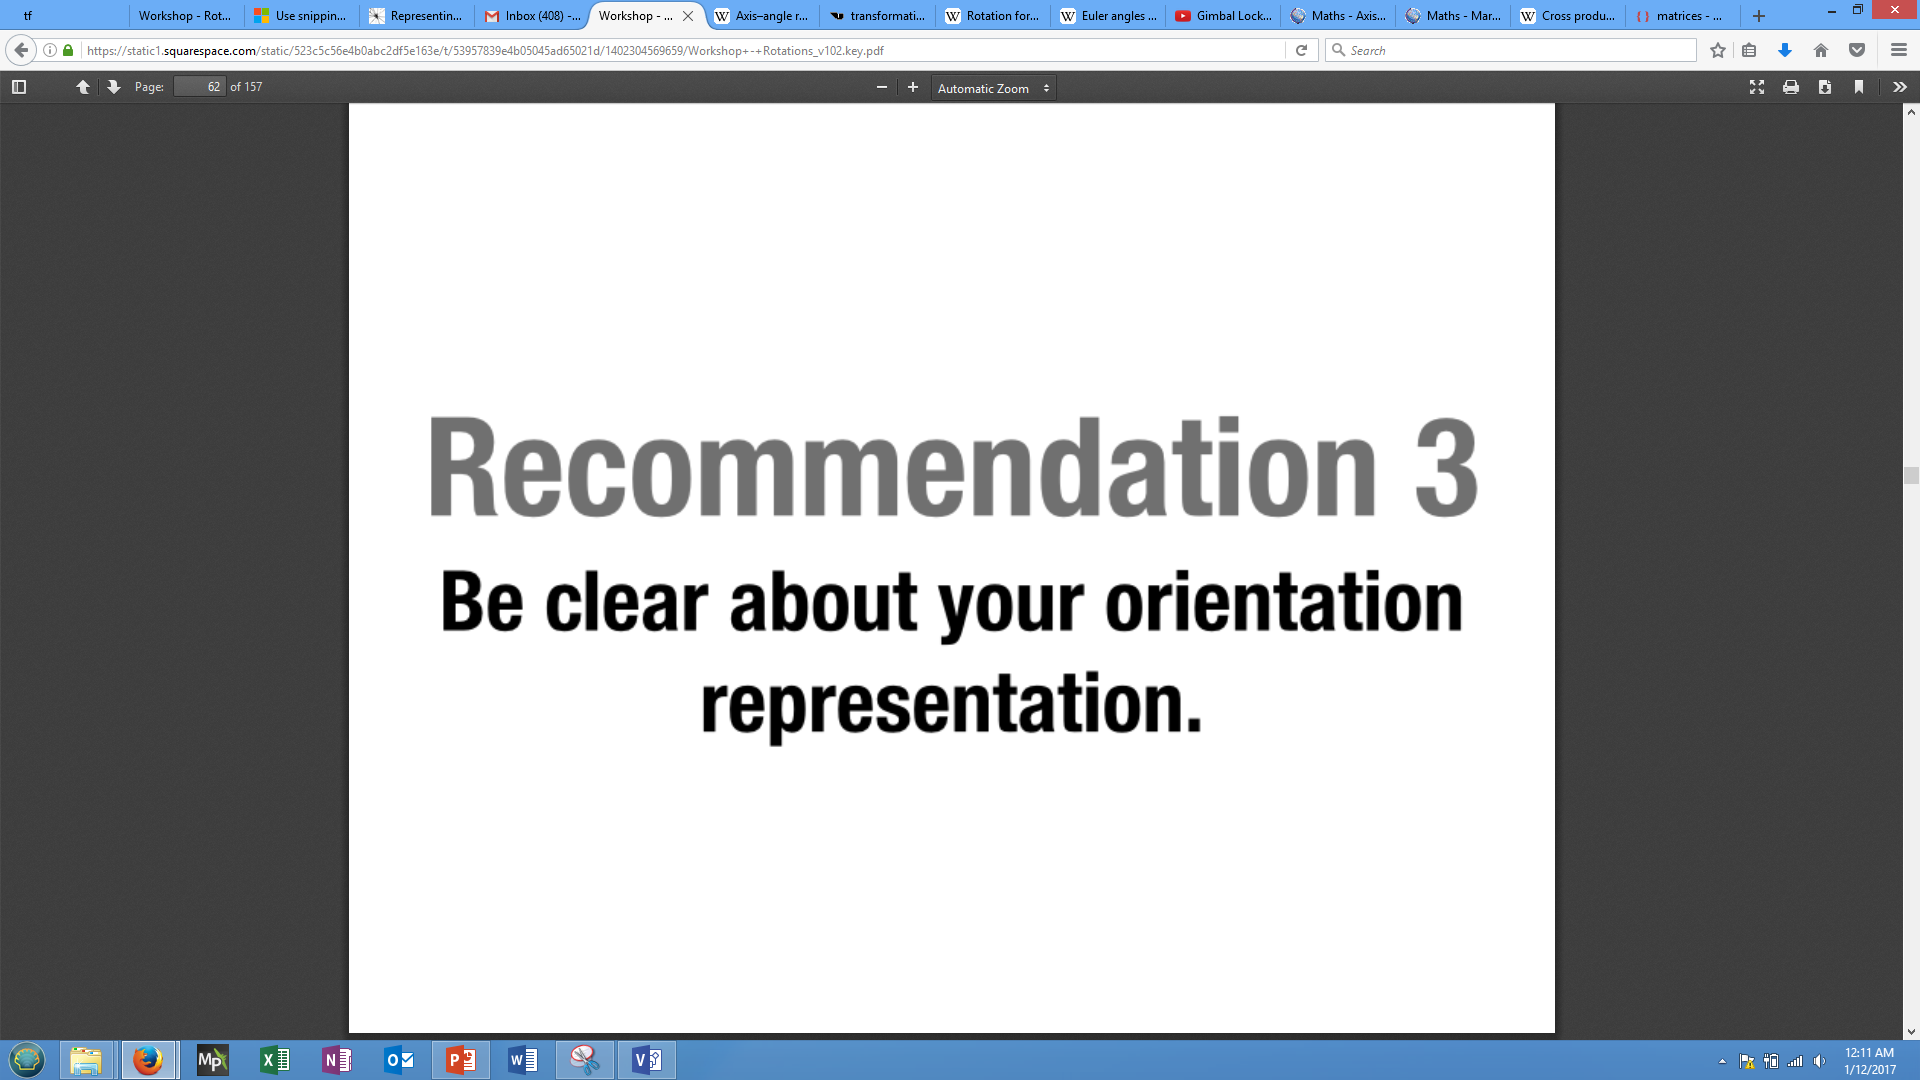 tf
Workshop - Rot...
Use snippin...
Representin...
Inbox (408) -...
Workshop - ...
Axis–angle r...
transformati...
Rotation for...
Euler angles ...
Gimbal Lock...
Maths - Axis...
Maths - Mar...
Cross produ...
matrices - ...
https://static1.squarespace.com/static/523c5c56e4b0abc2df5e163e/t/53957839e4b05045ad65021d/1402304569659/Workshop+-+Rotations_v102.key.pdf
Search
Page: 62 of 157
Automatic Zoom
Recommendation 3
Be clear about your orientation
representation.
12:11 AM
1/12/2017